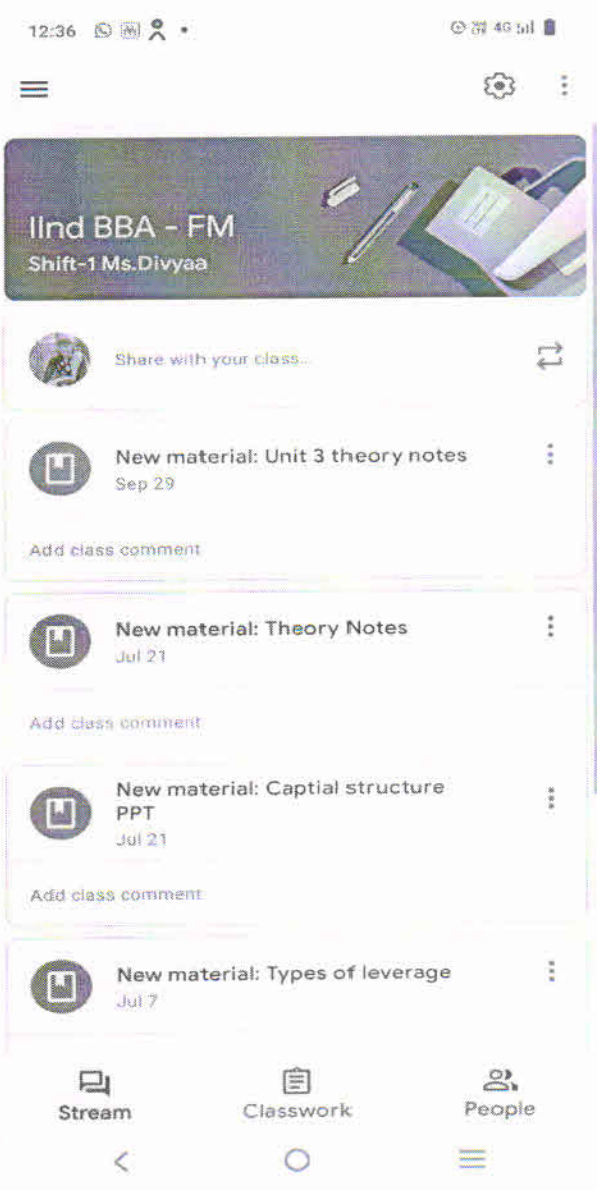 12:36
4G
IInd BBA - FM
Shift-1 Ms.Divyaa
Share with your class...
New material: Unit 3 theory notes
Sep 29
Add class comment
New material: Theory Notes
Jul 21
Add class comment
New material: Captial structure
PPT
Jul 21
Add class comment
New material: Types of leverage
Jul 7
Stream
Classwork
People